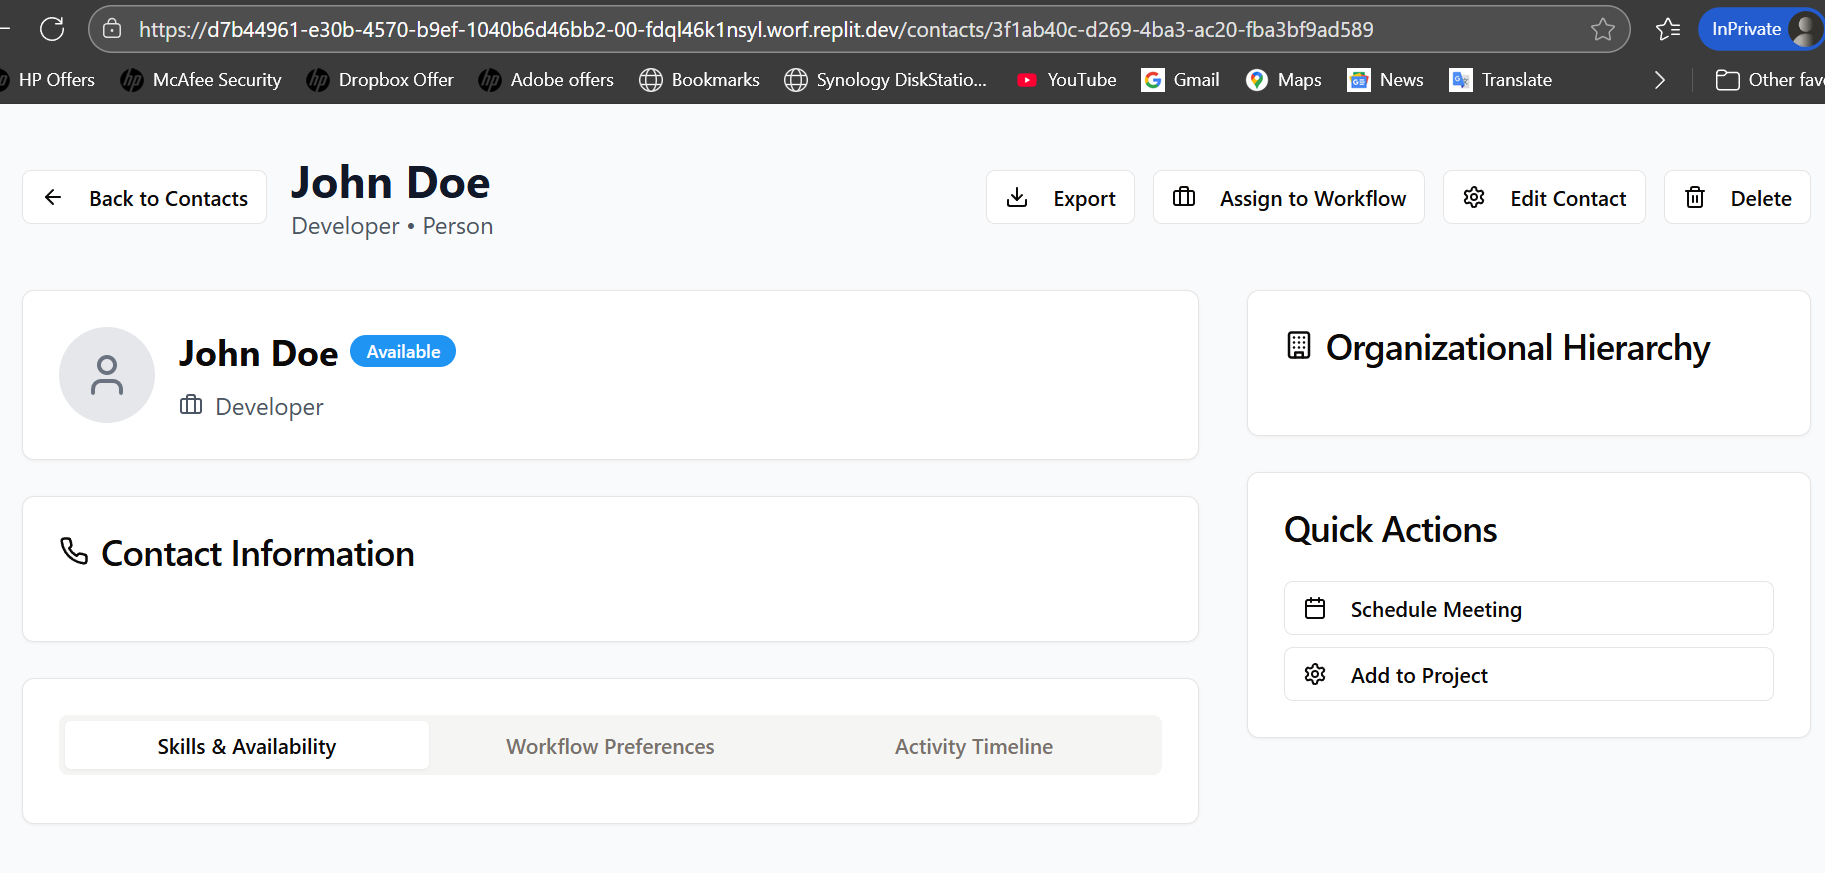 https://d7b44961-e30b-4570-b9ef-1040b6d46bb2-00-fdql46k1nsyl.worf.replit.dev/contacts/3f1ab40c-d269-4ba3-ac20-fba3bf9ad589
InPrivate
HP Offers
McAfee Security
Dropbox Offer
Adobe offers
Bookmarks
Synology DiskStatio...
YouTube
Gmail
Maps
News
Translate
Other fav
Back to Contacts
John Doe
Developer • Person
Export
Assign to Workflow
Edit Contact
Delete
John Doe
Available
Developer
Organizational Hierarchy
Contact Information
Quick Actions
Schedule Meeting
Add to Project
Skills & Availability
Workflow Preferences
Activity Timeline